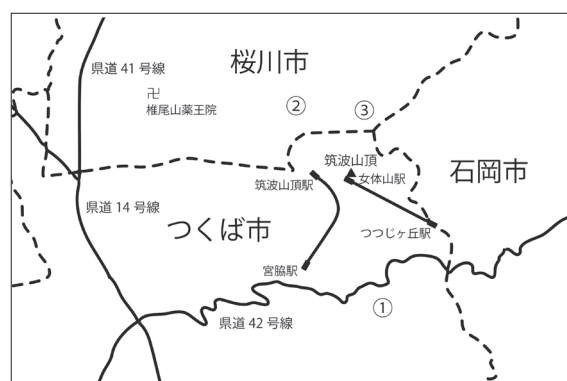 桜川市
県道 41 号線
卍
椎尾山薬王院
②
③
筑波山頂
石岡市
筑波山頂駅
女体山駅
県道 14 号線
つくば市
つつじヶ丘駅
宮脇駅
①
県道 42 号線